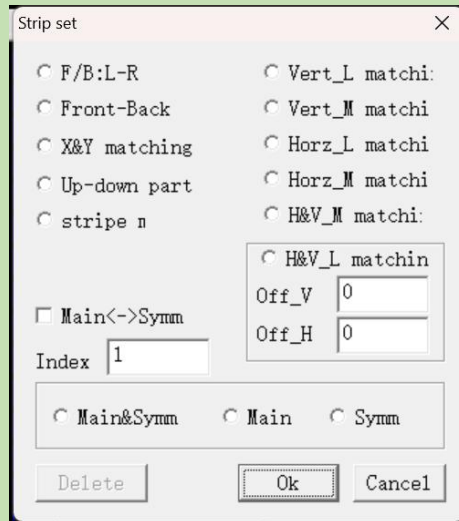 Strip set
F/B:L-R
Vert_L matchi:
Front-Back
Vert_M matchi
X&Y matching
Horz_L matchi
Up-down part
Horz_M matchi
stripe m
H&V_M matchi:
H&V_L matchin
Off_V 0
Main<->Symm
Off_H 0
Index 1
Main&Symm Main Symm
Delete Ok Cancel